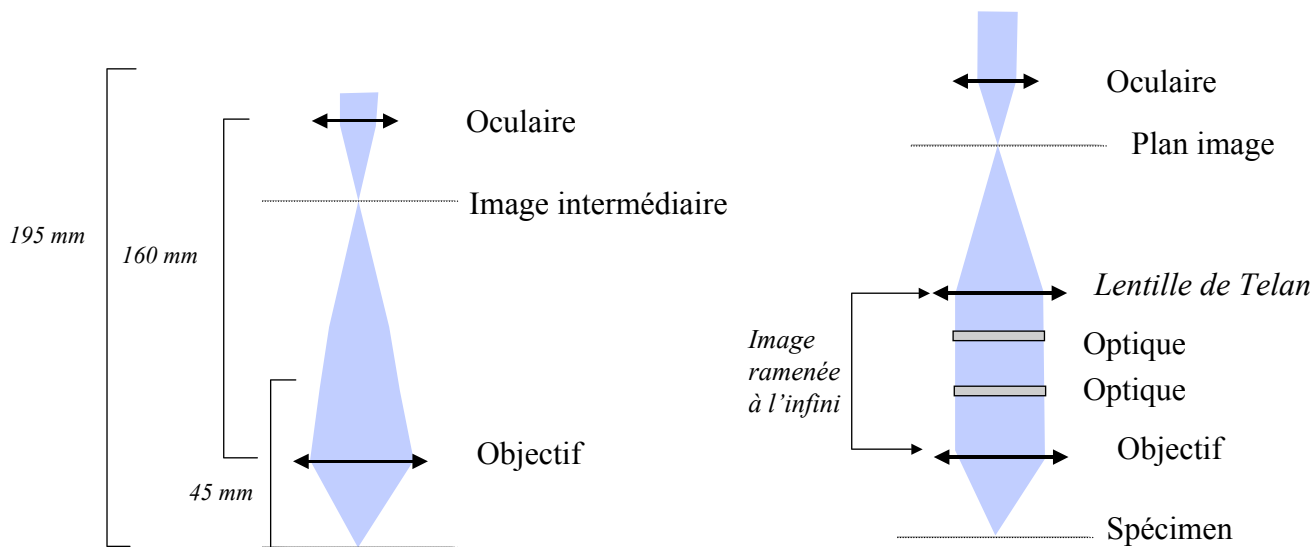 Oculaire
Image intermédiaire
195 mm
160 mm
Objectif
45 mm
Oculaire
Plan image
Lentille de Telan
Image
ramenée
à l’infini
Optique
Optique
Objectif
Spécimen